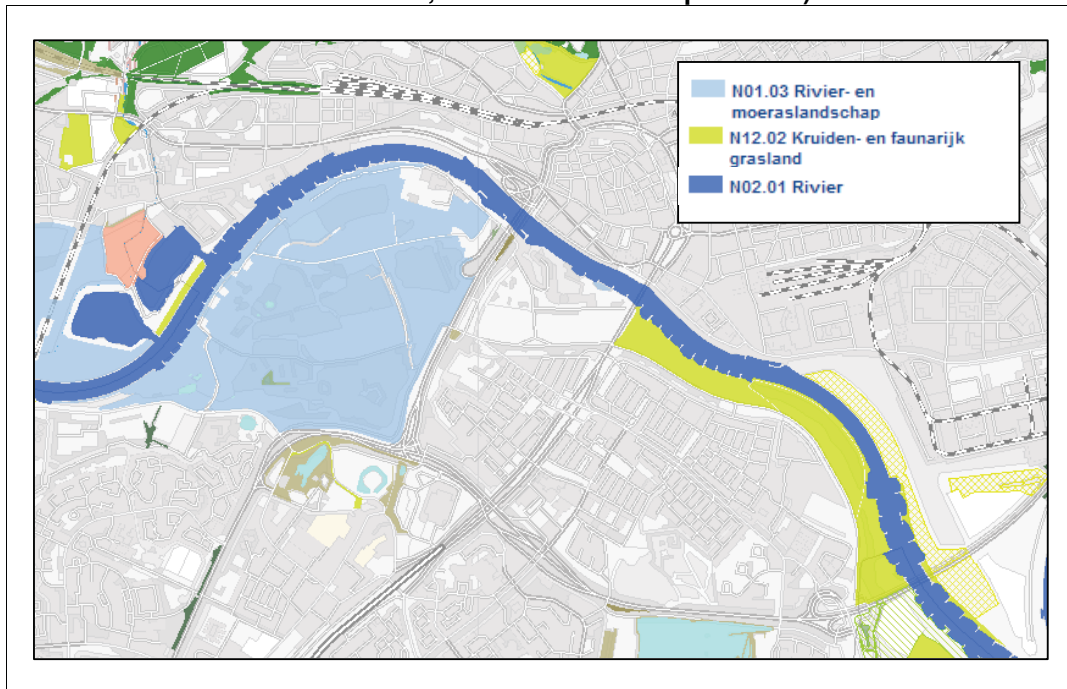 N01.03 Rivier- en
moeraslandschap
N12.02 Kruiden- en faunarijk
grasland
N02.01 Rivier